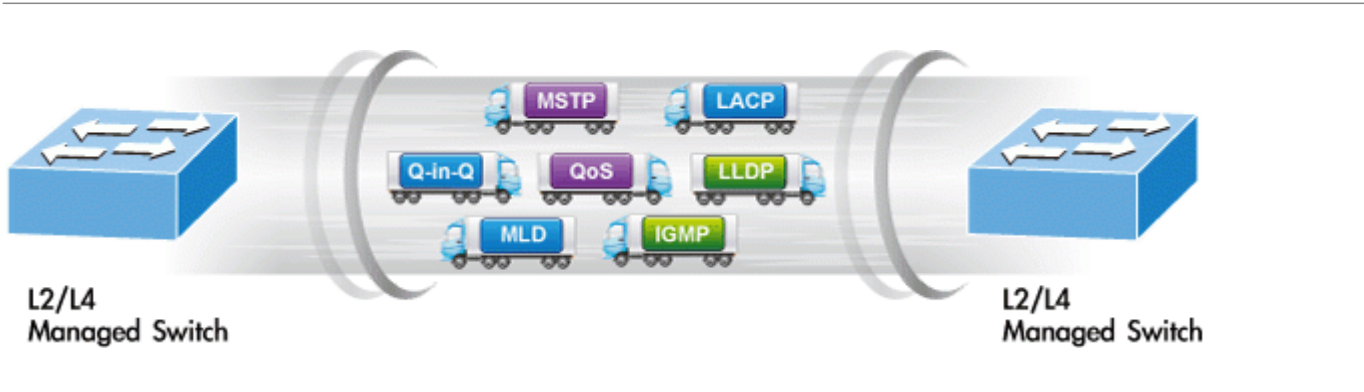 MSTP
LACP
Q-in-Q
QoS
LLDP
MLD
IGMP
L2/L4
Managed Switch
L2/L4
Managed Switch